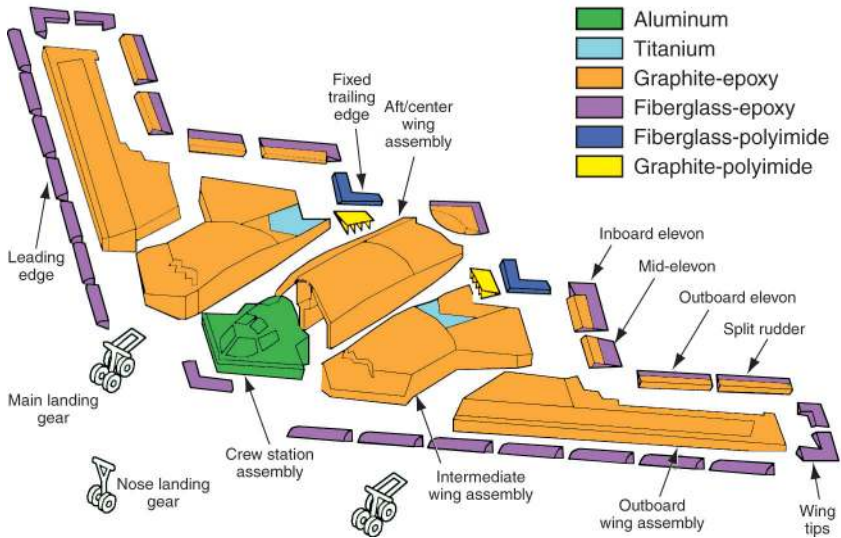 Aluminum
Titanium
Graphite-epoxy
Fiberglass-epoxy
Fiberglass-polyimide
Graphite-polyimide
Fixed
trailing
edge
Aft/center
wing
assembly
Leading
edge
Inboard elevon
Mid-elevon
Outboard elevon
Split rudder
Main landing
gear
Crew station
assembly
Nose landing
gear
Intermediate
wing assembly
Outboard
wing assembly
Wing
tips